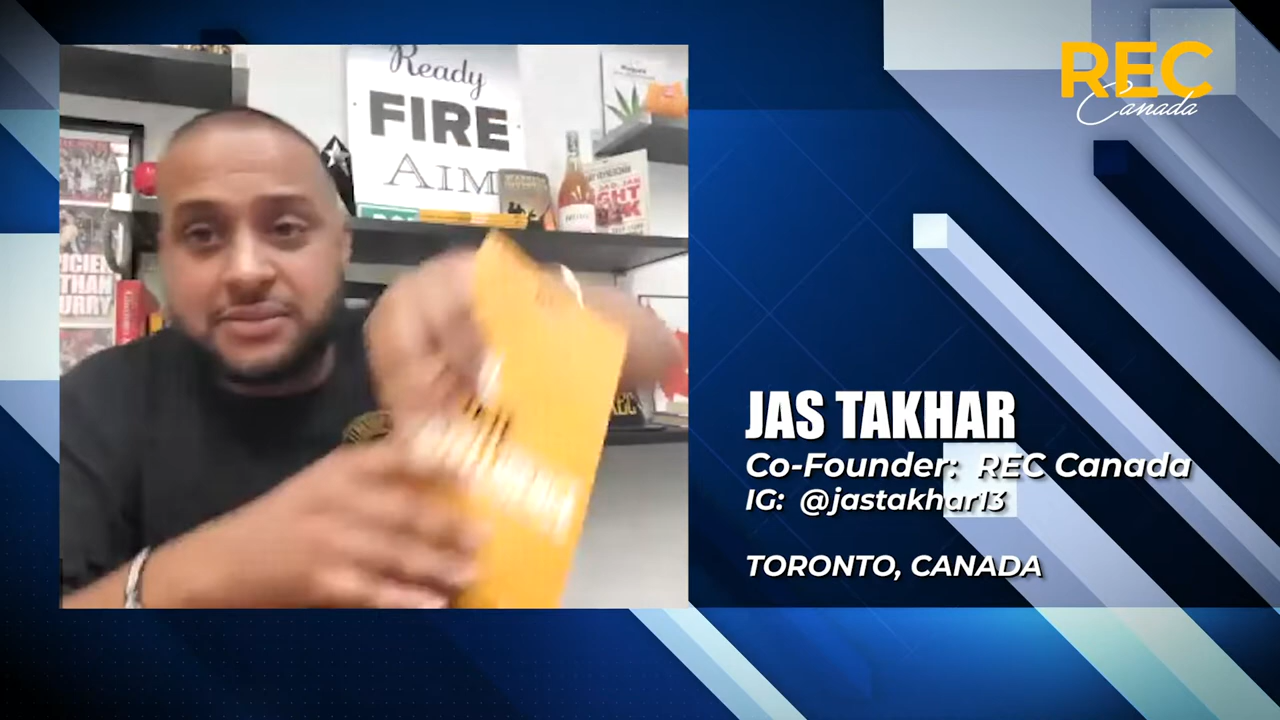 Ready
FIRE
AIM
REC
Canada
JAS TAKHAR
Co-Founder: REC Canada
IG: @jastakhar13
TORONTO, CANADA